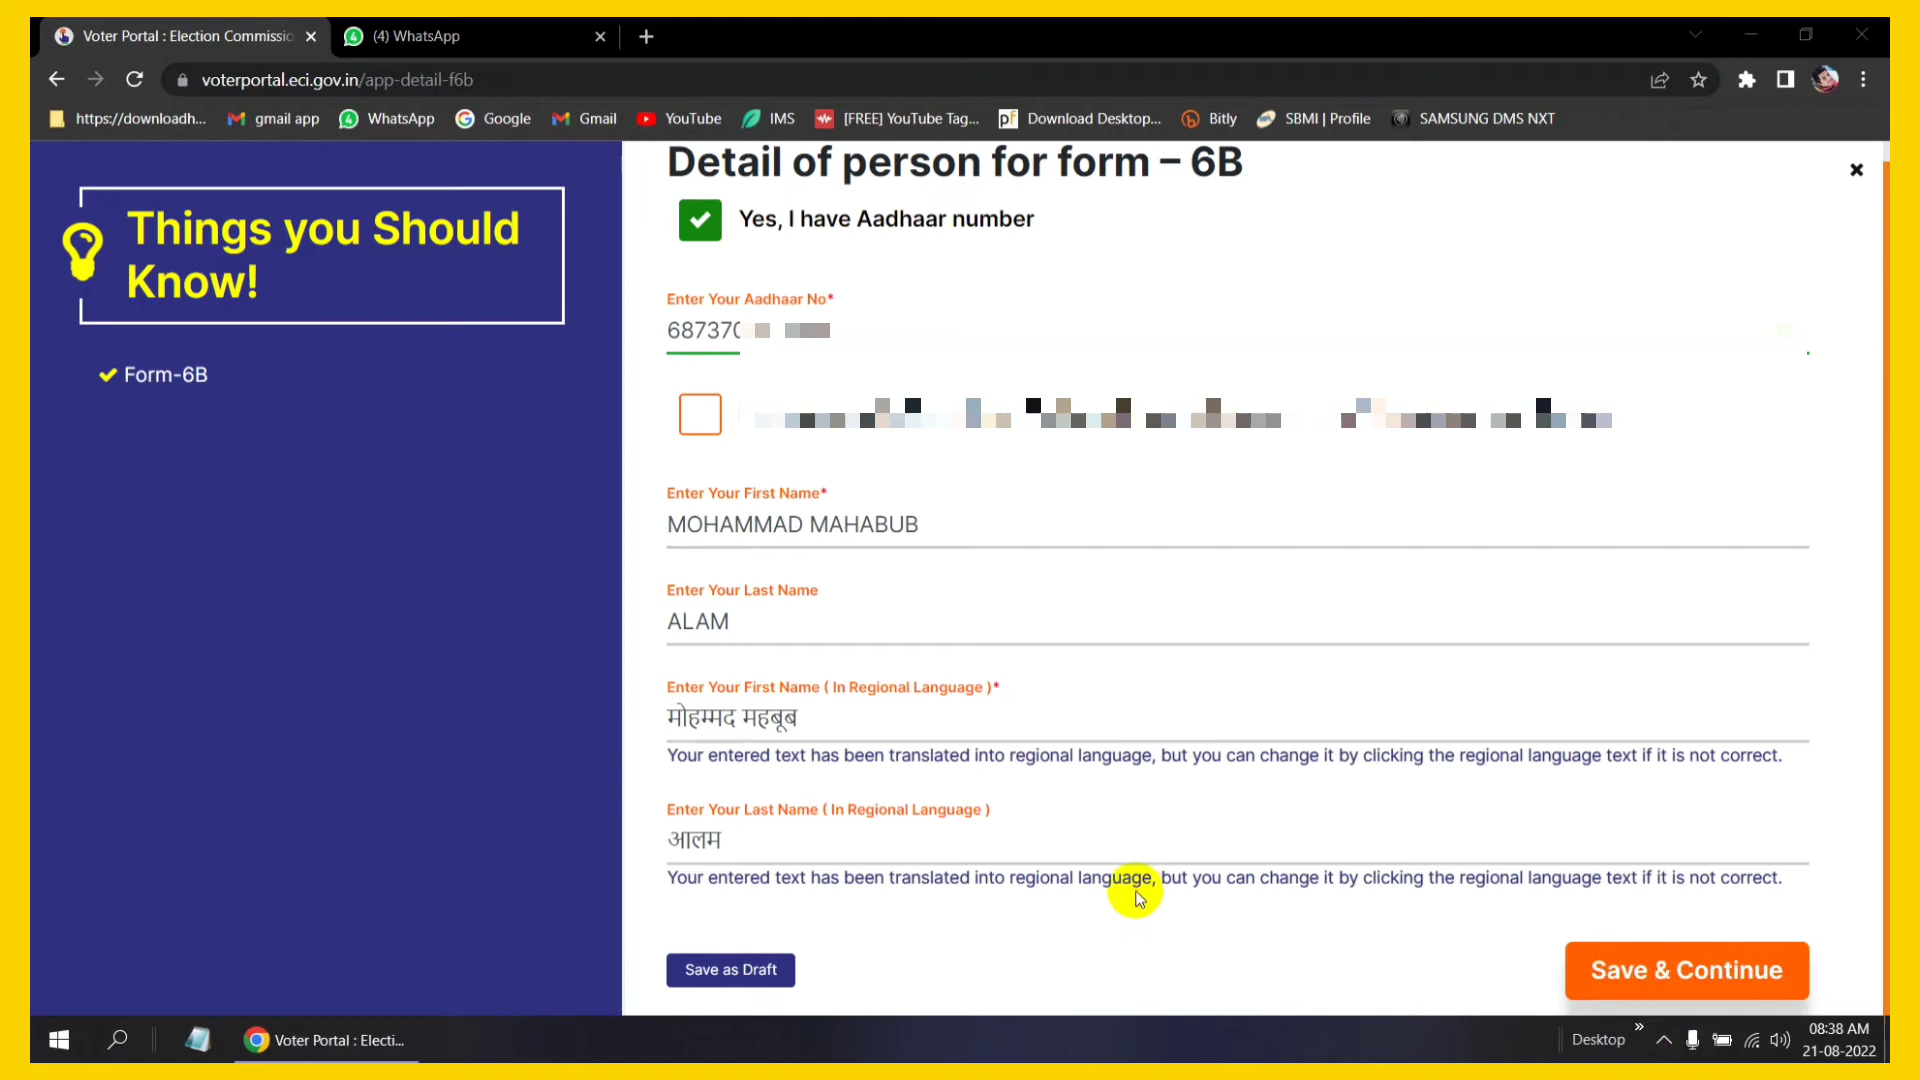 Voter Portal : Election Commissio
(4) WhatsApp
voterportal.eci.gov.in/app-detail-f6b
https://downloadh...
gmail app
WhatsApp
Google
Gmail
YouTube
IMS
[FREE] YouTube Tag...
Download Desktop...
Bitly
SBMI | Profile
SAMSUNG DMS NXT
Things you Should
Know!
Form-6B
Detail of person for form – 6B
Yes, I have Aadhaar number
Enter Your Aadhaar No*
687370
Enter Your First Name*
MOHAMMAD MAHABUB
Enter Your Last Name
ALAM
Enter Your First Name ( In Regional Language )*
मोहम्मद महबूब
Your entered text has been translated into regional language, but you can change it by clicking the regional language text if it is not correct.
Enter Your Last Name ( In Regional Language )
आलम
Your entered text has been translated into regional language, but you can change it by clicking the regional language text if it is not correct.
Save as Draft
Save & Continue
Voter Portal : Electi...
Desktop
08:38 AM
21-08-2022